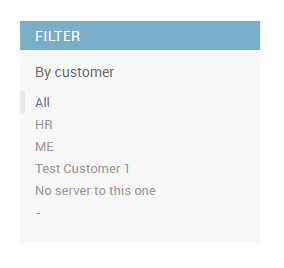 FILTER
By customer
All
HR
ME
Test Customer 1
No server to this one
-